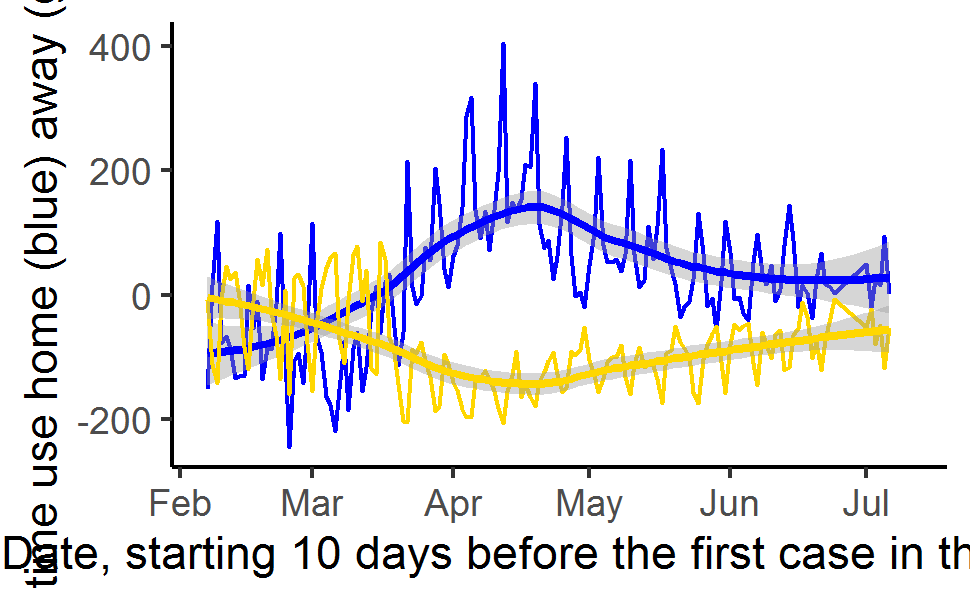 400
200
0
-200
Feb Mar Apr May Jun Jul
time use home (blue) away (
Date, starting 10 days before the first case in th